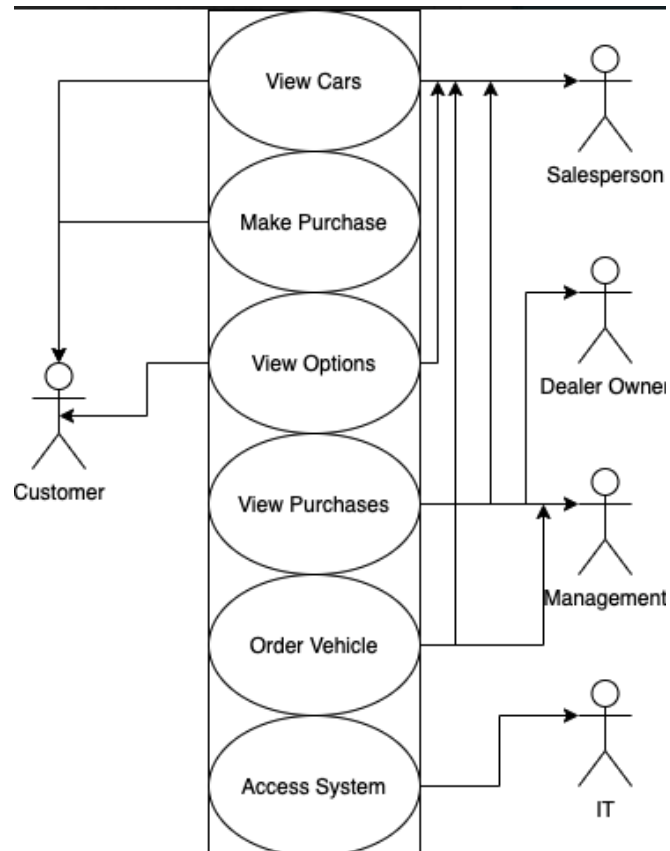 View Cars
Salesperson
Make Purchase
View Options
Dealer Owner
Customer
View Purchases
Management
Order Vehicle
Access System
IT